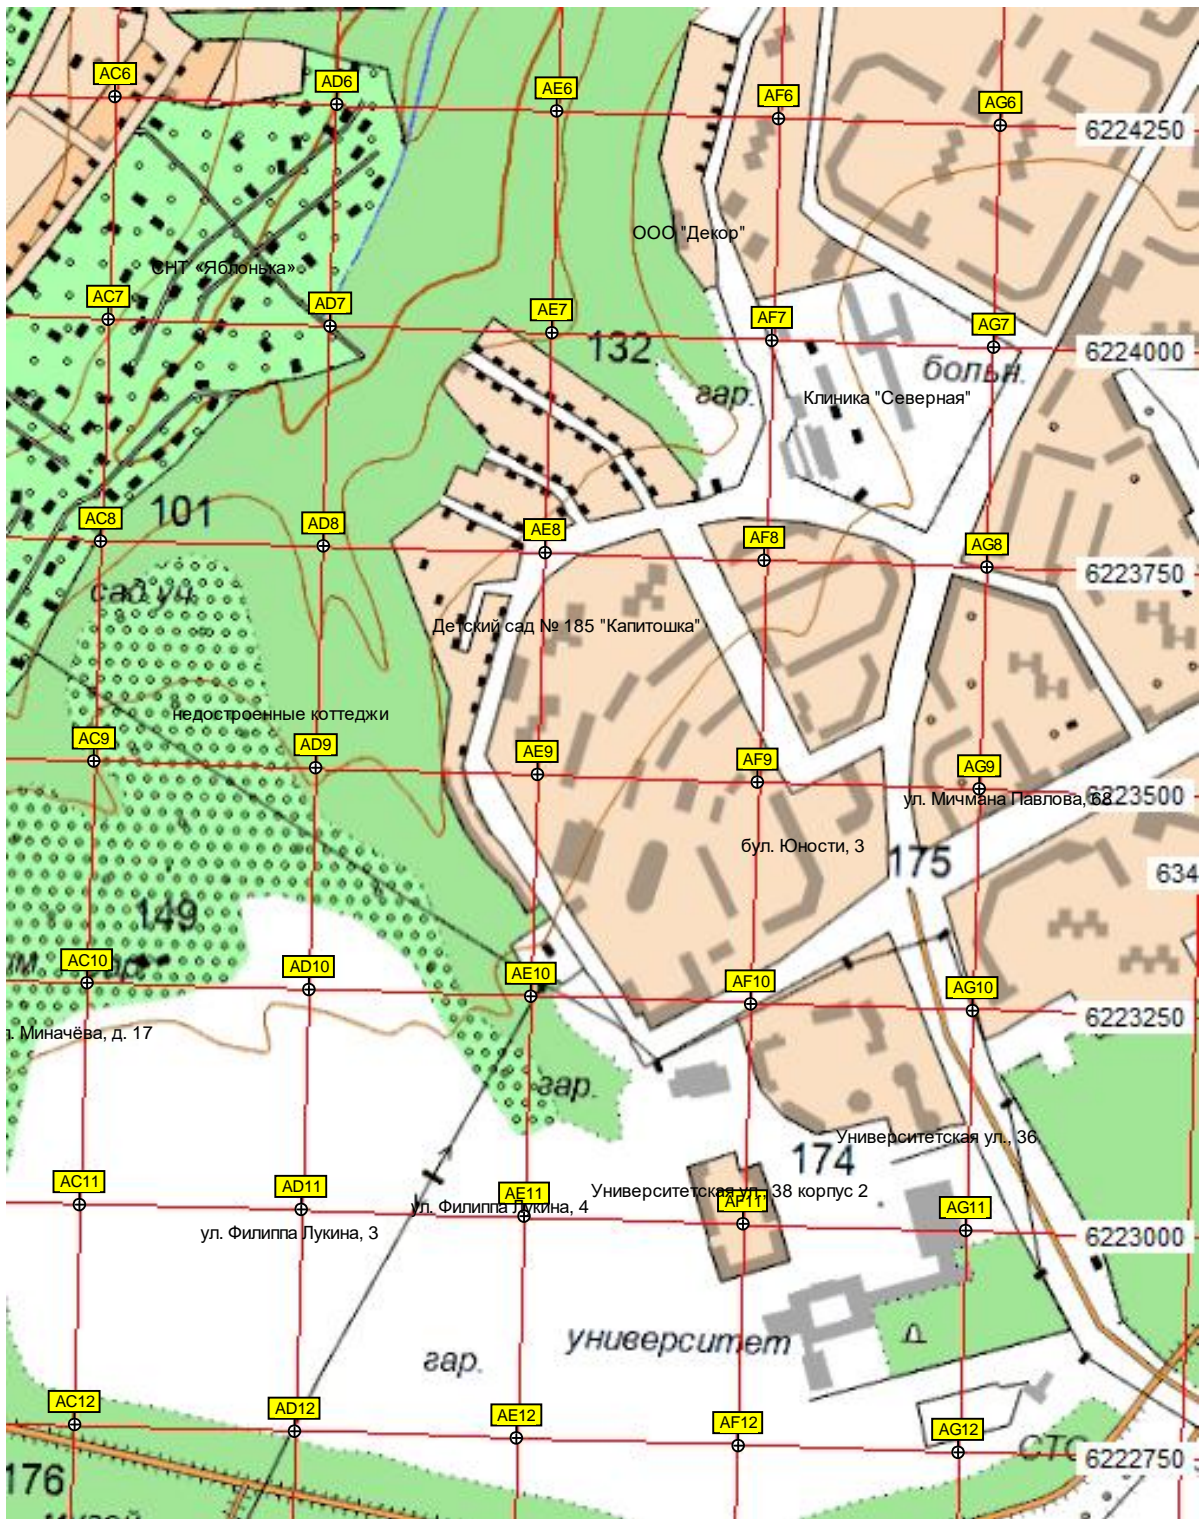 AC6
AD6
AE6
AF6
AG6
6224250
ООО "Декор"
СНТ «Яблонька»
AC7
AD7
AE7
AF7
AG7
132
6224000
больн.
гар.
Клиника "Северная"
101
AC8
AD8
AE8
AF8
AG8
6223750
сад.уч.
Детский сад № 185 "Капитошка"
недостроенные коттеджи
AC9
AD9
AE9
AF9
AG9
6223500
ул. Мичмана Павлова, 68
бул. Юности, 3
175
634
149
AC10
AD10
AE10
AF10
AG10
6223250
Миначёва, д. 17
гар.
Университетская ул., 36
174
AC11
AD11
AE11
Университетская ул., 38 корпус 2
AF11
AG11
ул. Филиппа Лукина, 4
ул. Филиппа Лукина, 3
6223000
университет
гар.
AC12
AD12
AE12
AF12
AG12
СТО
6222750
176